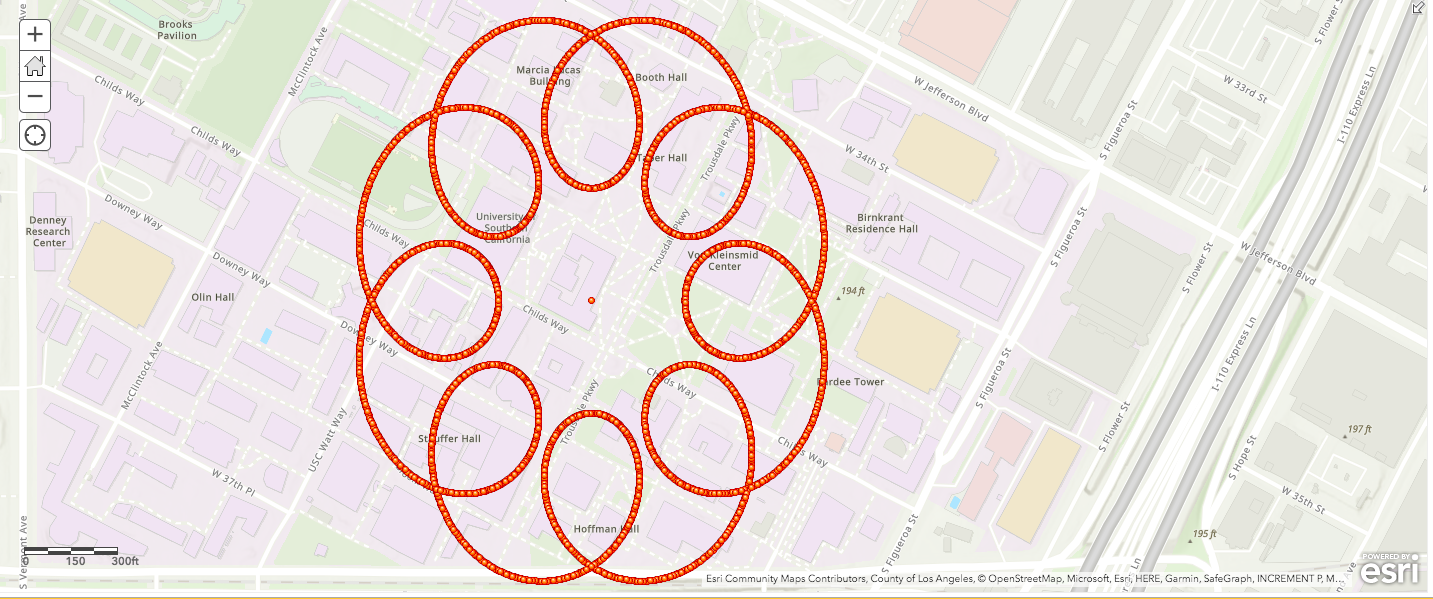 Brooks
Pavilion
S Flower S
+
McClintock Ave
Marcia Lucas
Building
Booth Hall
W Jefferson Blvd
W 33rd St
I-110 Express Ln
Childs Way
S Figueroa St
−
Childs Way
Trousdale Pkwy
Taper Hall
W 34th St
Downey Way
Denney
Research
Center
University of
Southern
California
Childs Way
Trousdale Pkwy
Birnkrant
Residence Hall
S Figueroa St
Von Kleinsmid
Center
W Jefferson Blvd
S Flower St
Downey Way
Olin Hall
194 ft
Childs Way
Downey Way
I-110 Express Ln
McClintock Ave
Childs Way
Pardee Tower
S Figueroa St
Trousdale Pkwy
USC Watt Way
Stauffer Hall
Childs Way
S Flower St
197 ft
S Hope St
W 37th Pl
W 35th St
Hoffman Hall
S Figueroa St
195 ft
S Vermont Ave
0 150 300ft
POWERED BY
esri
Esri Community Maps Contributors, County of Los Angeles, © OpenStreetMap, Microsoft, Esri, HERE, Garmin, SafeGraph, INCREMENT P, M...